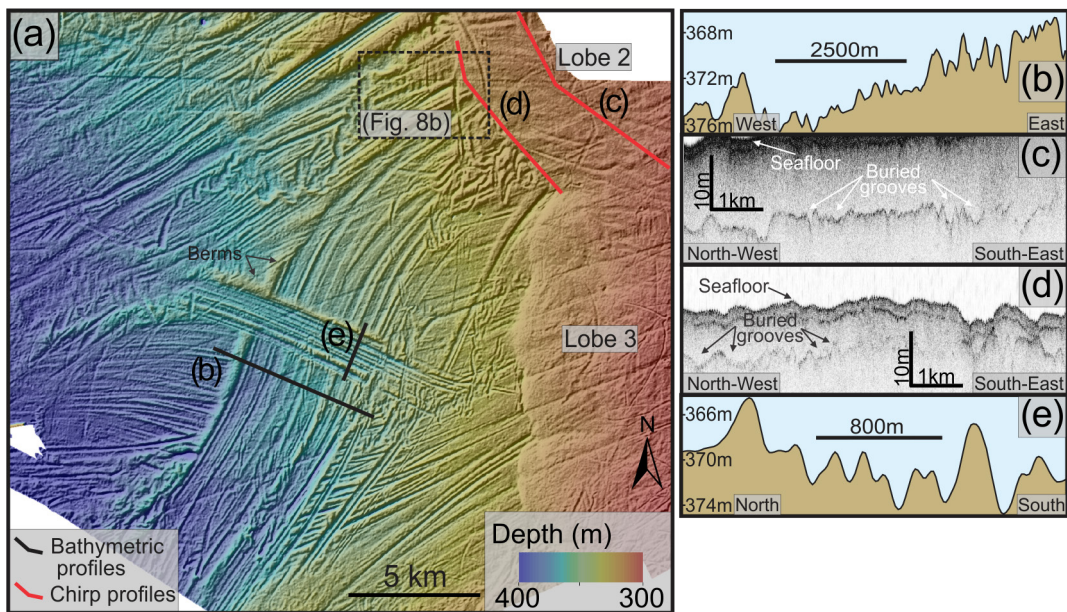 (a)
Lobe 2
(d)
(c)
(Fig. 8b)
Berms
(e)
(b)
Lobe 3
N
Bathymetric
profiles
Chirp profiles
5 km
Depth (m)
400
300
368m
2500m
372m
376m
West
East
(b)
Seafloor
(c)
10m
1km
Buried
grooves
North-West
South-East
(d)
Seafloor
Buried
grooves
10m
1km
North-West
South-East
366m
800m
(e)
370m
374m
North
South